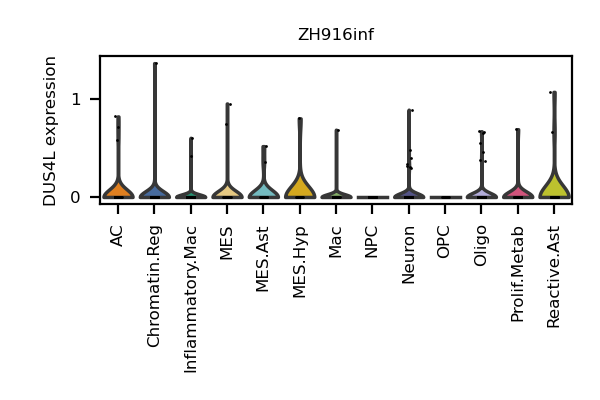 ZH916inf
DUS4L expression
1
0
AC
Chromatin.Reg
Inflammatory.Mac
MES
MES.Ast
MES.Hyp
Mac
NPC
Neuron
OPC
Oligo
Prolif.Metab
Reactive.Ast